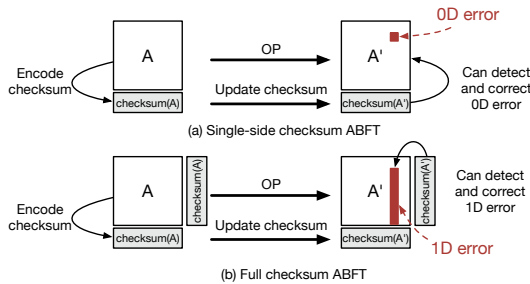 0D error
A
OP
A'
Encode
checksum
Can detect
and correct
0D error
checksum(A)
Update checksum
checksum(A')
(a) Single-side checksum ABFT
A
checksum(A)
OP
A'
checksum(A')
Can detect
and correct
1D error
Encode
checksum
checksum(A)
Update checksum
checksum(A')
1D error
(b) Full checksum ABFT